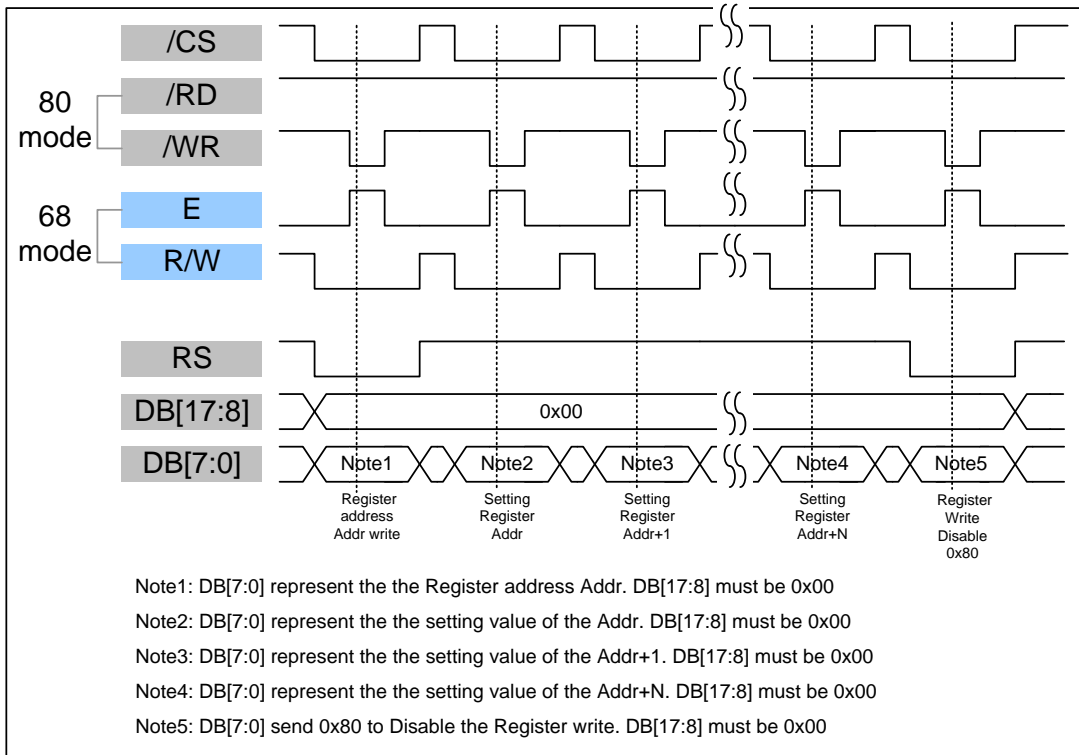 /CS
80
mode
/RD
/WR
68
mode
E
R/W
RS
DB[17:8]
0x00
DB[7:0]
Note1
Note2
Note3
Note4
Note5
Register
address
Addr write
Setting
Register
Addr
Setting
Register
Addr+1
Setting
Register
Addr+N
Register
Write
Disable
0x80
Note1: DB[7:0] represent the the Register address Addr. DB[17:8] must be 0x00
Note2: DB[7:0] represent the the setting value of the Addr. DB[17:8] must be 0x00
Note3: DB[7:0] represent the the setting value of the Addr+1. DB[17:8] must be 0x00
Note4: DB[7:0] represent the the setting value of the Addr+N. DB[17:8] must be 0x00
Note5: DB[7:0] send 0x80 to Disable the Register write. DB[17:8] must be 0x00